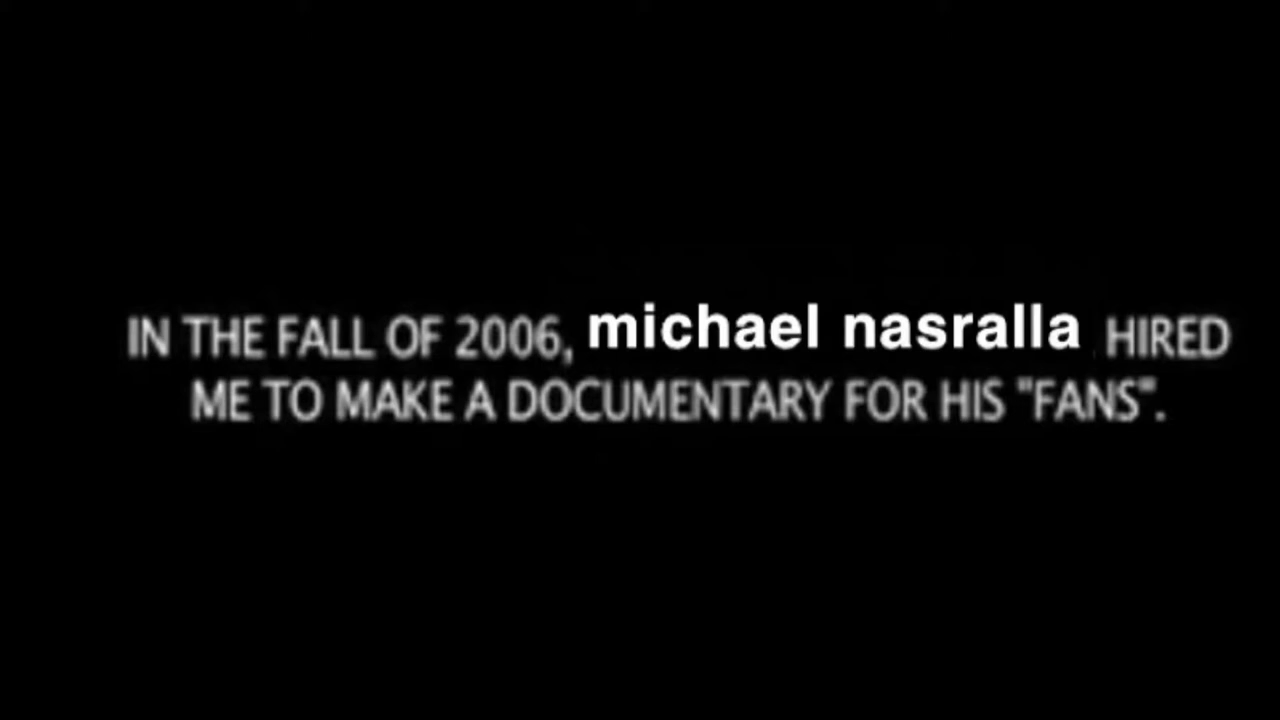 IN THE FALL OF 2006, michael nasralla HIRED
ME TO MAKE A DOCUMENTARY FOR HIS "FANS".